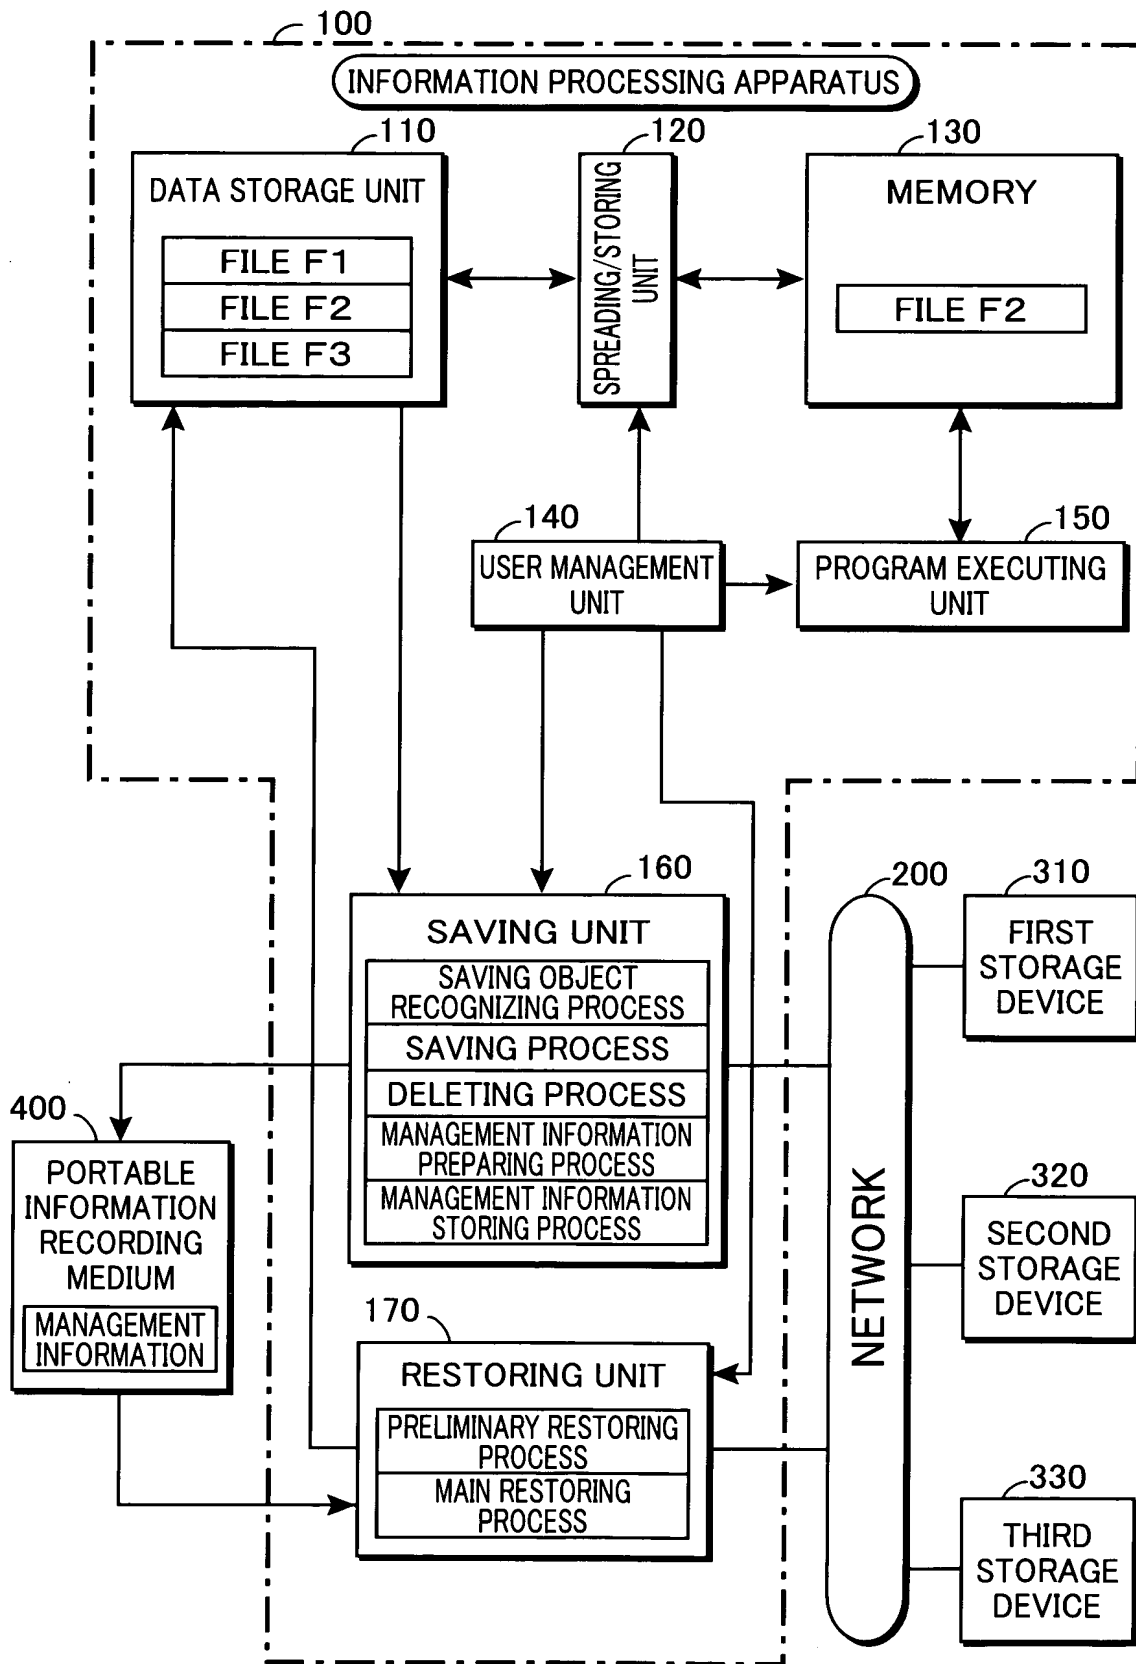 100
INFORMATION PROCESSING APPARATUS
110
DATA STORAGE UNIT
FILE F1
FILE F2
FILE F3
120
SPREADING/STORING
UNIT
130
MEMORY
FILE F2
140
USER MANAGEMENT
UNIT
150
PROGRAM EXECUTING
UNIT
160
SAVING UNIT
SAVING OBJECT
RECOGNIZING PROCESS
SAVING PROCESS
DELETING PROCESS
MANAGEMENT INFORMATION
PREPARING PROCESS
MANAGEMENT INFORMATION
STORING PROCESS
200
NETWORK
310
FIRST
STORAGE
DEVICE
320
SECOND
STORAGE
DEVICE
330
THIRD
STORAGE
DEVICE
400
PORTABLE
INFORMATION
RECORDING
MEDIUM
MANAGEMENT
INFORMATION
170
RESTORING UNIT
PRELIMINARY RESTORING
PROCESS
MAIN RESTORING
PROCESS